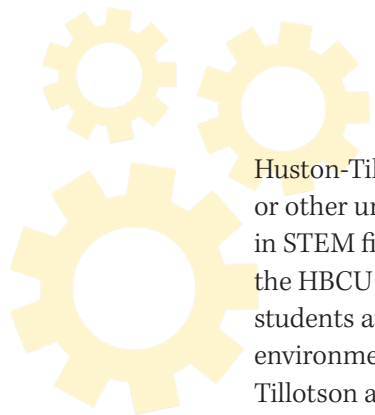 Huston-Til
or other un
in STEM fi
the HBCU
students a
environme
Tillotson a